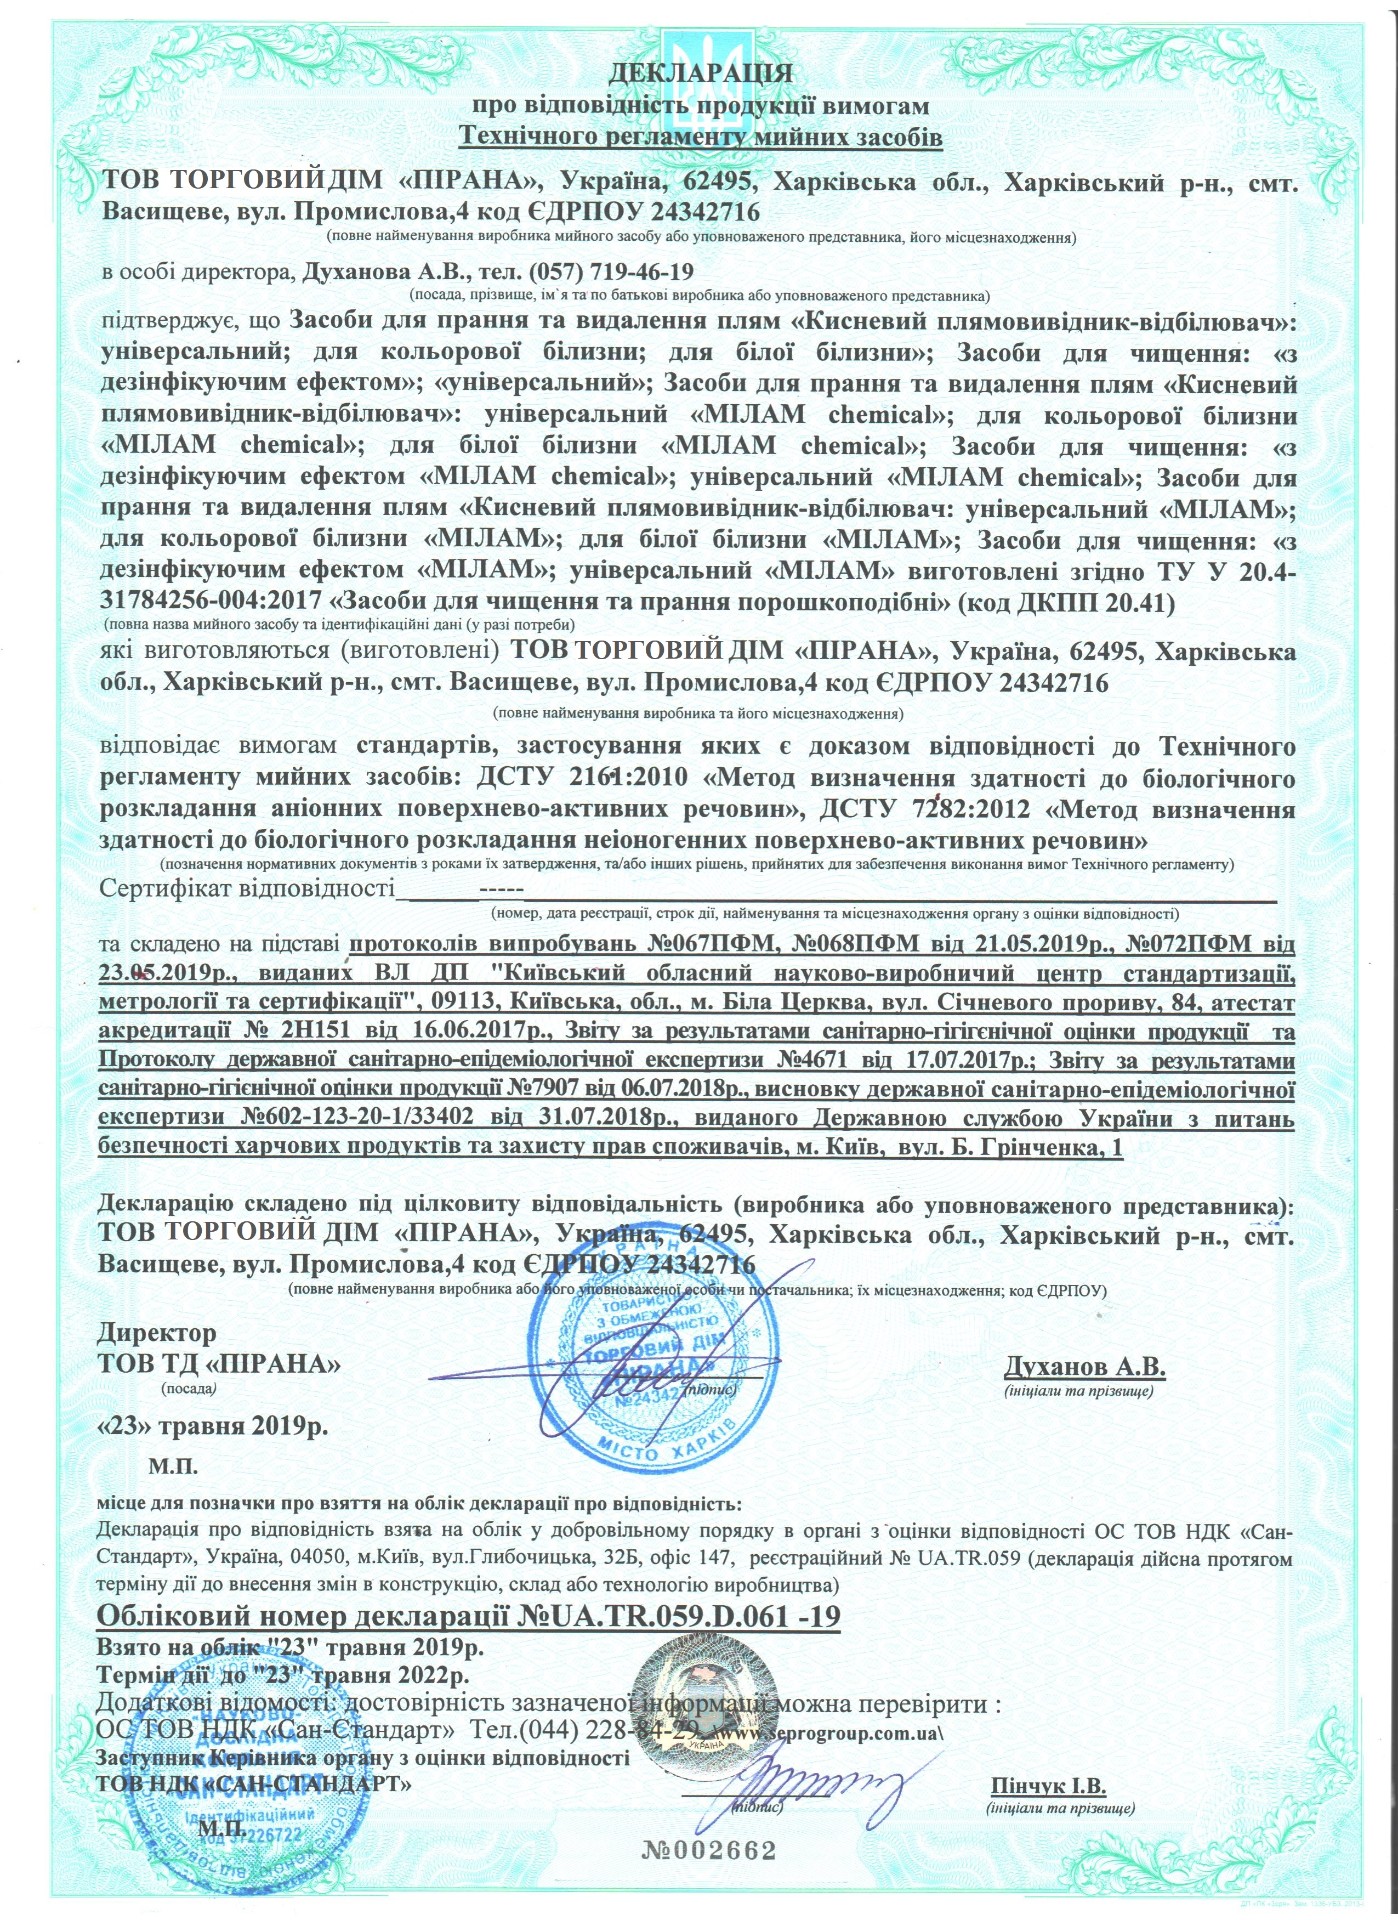 ДЕКЛАРАЦІЯ
про відповідність продукції вимогам
Технічного регламенту мийних засобів
ТОВ ТОРГОВИЙ ДІМ «ПІРАНА», Україна, 62495, Харківська обл., Харківський р-н., смт.
Васищеве, вул. Промислова,4 код ЄДРПОУ 24342716
(повне найменування виробника мийного засобу або уповноваженого представника, його місцезнаходження)
в особі директора, Духанова А.В., тел. (057) 719-46-19
(посада, прізвище, ім`я та по батькові виробника або уповноваженого представника)
підтверджує, що Засоби для прання та видалення плям «Кисневий плямовивідник-відбілювач»:
універсальний; для кольорової білизни; для білої білизни»; Засоби для чищення: «з
дезінфікуючим ефектом»; «універсальний»; Засоби для прання та видалення плям «Кисневий
плямовивідник-відбілювач»: універсальний «МІЛАМ chemical»; для кольорової білизни
«МІЛАМ chemical»; для білої білизни «МІЛАМ chemical»; Засоби для чищення: «з
дезінфікуючим ефектом «МІЛАМ chemical»; універсальний «МІЛАМ chemical»; Засоби для
прання та видалення плям «Кисневий плямовивідник-відбілювач: універсальний «МІЛАМ»;
для кольорової білизни «МІЛАМ»; для білої білизни «МІЛАМ»; Засоби для чищення: «з
дезінфікуючим ефектом «МІЛАМ»; універсальний «МІЛАМ» виготовлені згідно ТУ У 20.4-
31784256-004:2017 «Засоби для чищення та прання порошкоподібні» (код ДКПП 20.41)
(повна назва мийного засобу та ідентифікаційні дані (у разі потреби)
які виготовляються (виготовлені) ТОВ ТОРГОВИЙ ДІМ «ПІРАНА», Україна, 62495, Харківська
обл., Харківський р-н., смт. Васищеве, вул. Промислова,4 код ЄДРПОУ 24342716
(повне найменування виробника та його місцезнаходження)
відповідає вимогам стандартів, застосування яких є доказом відповідності до Технічного
регламенту мийних засобів: ДСТУ 2161:2010 «Метод визначення здатності до біологічного
розкладання аніонних поверхнево-активних речовин», ДСТУ 7282:2012 «Метод визначення
здатності до біологічного розкладання неіоногенних поверхнево-активних речовин»
(позначення нормативних документів з роками їх затвердження, та/або інших рішень, прийнятих для забезпечення виконання вимог Технічного регламенту)
Сертифікат відповідності_______-----
(номер, дата реєстрації, строк дії, найменування та місцезнаходження органу з оцінки відповідності)
та складено на підставі протоколів випробувань №067ПФМ, №068ПФМ від 21.05.2019р., №072ПФМ від
23.05.2019р., виданих ВЛ ДП "Київський обласний науково-виробничий центр стандартизації,
метрології та сертифікації", 09113, Київська, обл., м. Біла Церква, вул. Січневого прориву, 84, атестат
акредитації № 2Н151 від 16.06.2017р., Звіту за результатами санітарно-гігігєнічної оцінки продукції та
Протоколу державної санітарно-епідеміологічної експертизи №4671 від 17.07.2017р.; Звіту за результатами
санітарно-гігієнічної оцінки продукції №7907 від 06.07.2018р., висновку державної санітарно-епідеміологічної
експертизи №602-123-20-1/33402 від 31.07.2018р., виданого Державною службою України з питань
безпечності харчових продуктів та захисту прав споживачів, м. Київ, вул. Б. Грінченка, 1
Декларацію складено під цілковиту відповідальність (виробника або уповноваженого представника):
ТОВ ТОРГОВИЙ ДІМ «ПІРАНА», Україна, 62495, Харківська обл., Харківський р-н., смт.
Васищеве, вул. Промислова,4 код ЄДРПОУ 24342716
(повне найменування виробника або його уповноваженої особи чи постачальника; їх місцезнаходження; код ЄДРПОУ)
УКРАЇНА
ТОВАРИСТВО
З ОБМЕЖЕНОЮ
ВІДПОВІДАЛЬНІСТЮ
ТОРГОВИЙ ДІМ
«ПІРАНА»
МІСТО ХАРКІВ
Директор
ТОВ ТД «ПІРАНА»
Духанов А.В.
(посада)
(підпис)
(ініціали та прізвище)
«23» травня 2019р.
М.П.
місце для позначки про взяття на облік декларації про відповідність:
Декларація про відповідність взята на облік у добровільному порядку в органі з оцінки відповідності ОС ТОВ НДК «Сан-
Стандарт», Україна, 04050, м.Київ, вул.Глибочицька, 32Б, офіс 147, реєстраційний № UA.TR.059 (декларація дійсна протягом
терміну дії до внесення змін в конструкцію, склад або технологію виробництва)
Обліковий номер декларації №UA.TR.059.D.061 -19
Взято на облік "23" травня 2019р.
Термін дії до "23" травня 2022р.
Додаткові відомості: достовірність зазначеної інформації можна перевірити :
ОС ТОВ НДК «Сан-Стандарт» Тел.(044) 228-84-29 \www.seprogroup.com.ua\
Заступник Керівника органу з оцінки відповідності
ТОВ НДК «САН-СТАНДАРТ»
Пінчук І.В.
(підпис)
(ініціали та прізвище)
М.П.
НАУКОВО-
ДОСЛІДНА
КОМПАНІЯ
САН-СТАНДАРТ
Ідентифікаційний
код 37226722
УКРАЇНА
№002662